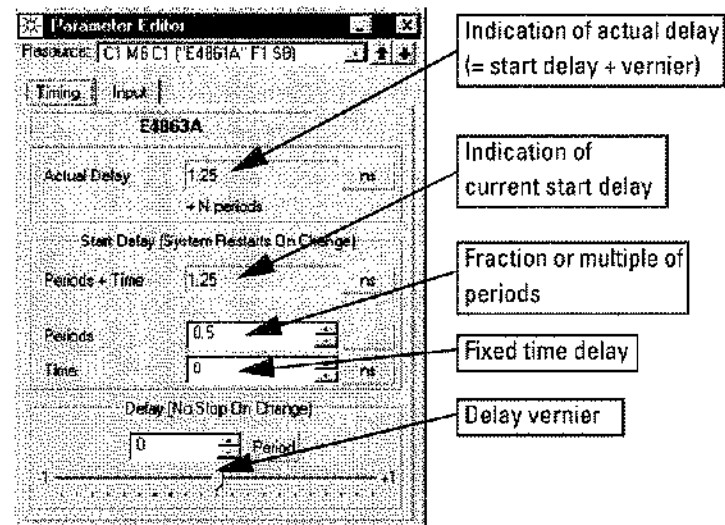 Parameter Editor
Resource: C1 M6 C1 ("E4861A" F1 S8)
Timing Input
E4863A
Actual Delay 1.25 ns
+ N periods
Start Delay (System Restarts On Change)
Periods + Time 1.25 ns
Periods 0.5
Time 0 ns
Delay (No Stop On Change)
0 Period
-1 +1
Indication of actual delay
(= start delay + vernier)
Indication of
current start delay
Fraction or multiple of
periods
Fixed time delay
Delay vernier